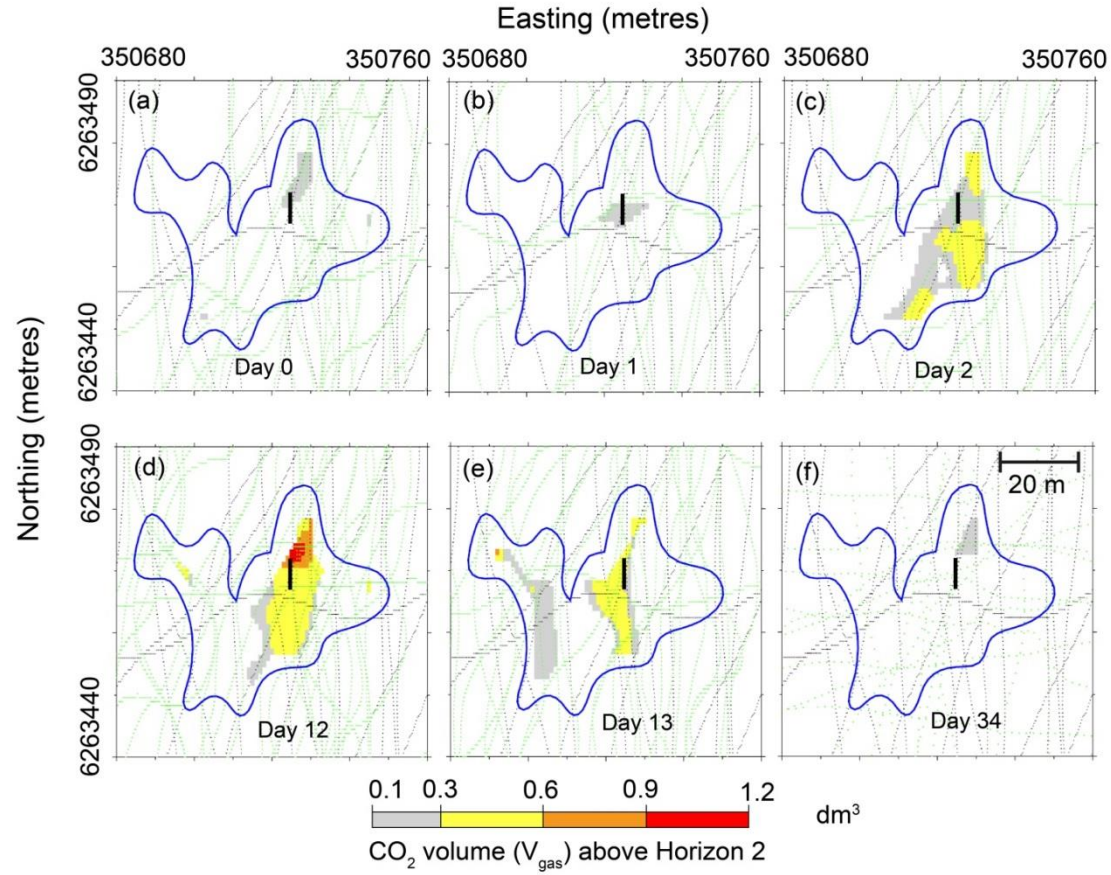 Easting (metres)
350680 350760 350680 350760 350680 350760
Northing (metres)
6263490
6263440
(a)
Day 0
(b)
Day 1
(c)
Day 2
6263490
6263440
(d)
Day 12
(e)
Day 13
(f)
20 m
Day 34
0.1 0.3 0.6 0.9 1.2
dm³
CO₂ volume (V_gas) above Horizon 2